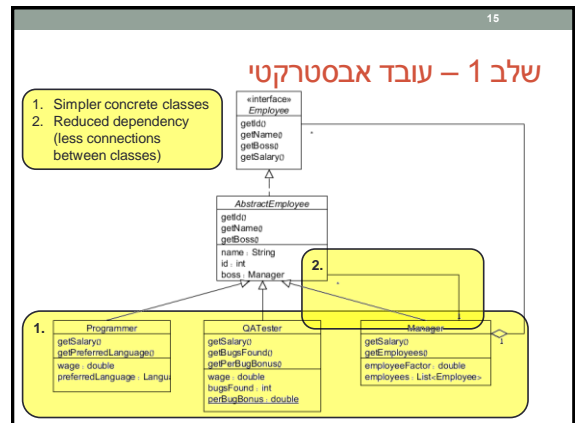 15
שלב 1 – עובד אבסטרקטי
1. Simpler concrete classes
2. Reduced dependency
(less connections
between classes)
«interface»
Employee
getId()
getName()
getBoss()
getSalary()
*
AbstractEmployee
getId()
getName()
getBoss()
name : String
id : int
boss : Manager
2.
*
1
1.
Programmer
getSalary()
getPreferredLanguage()
wage : double
preferredLanguage : Langu
QATester
getSalary()
getBugsFound()
getPerBugBonus()
wage : double
bugsFound : int
perBugBonus : double
Manager
getSalary()
getEmployees()
employeeFactor : double
employees : List<Employee>
1